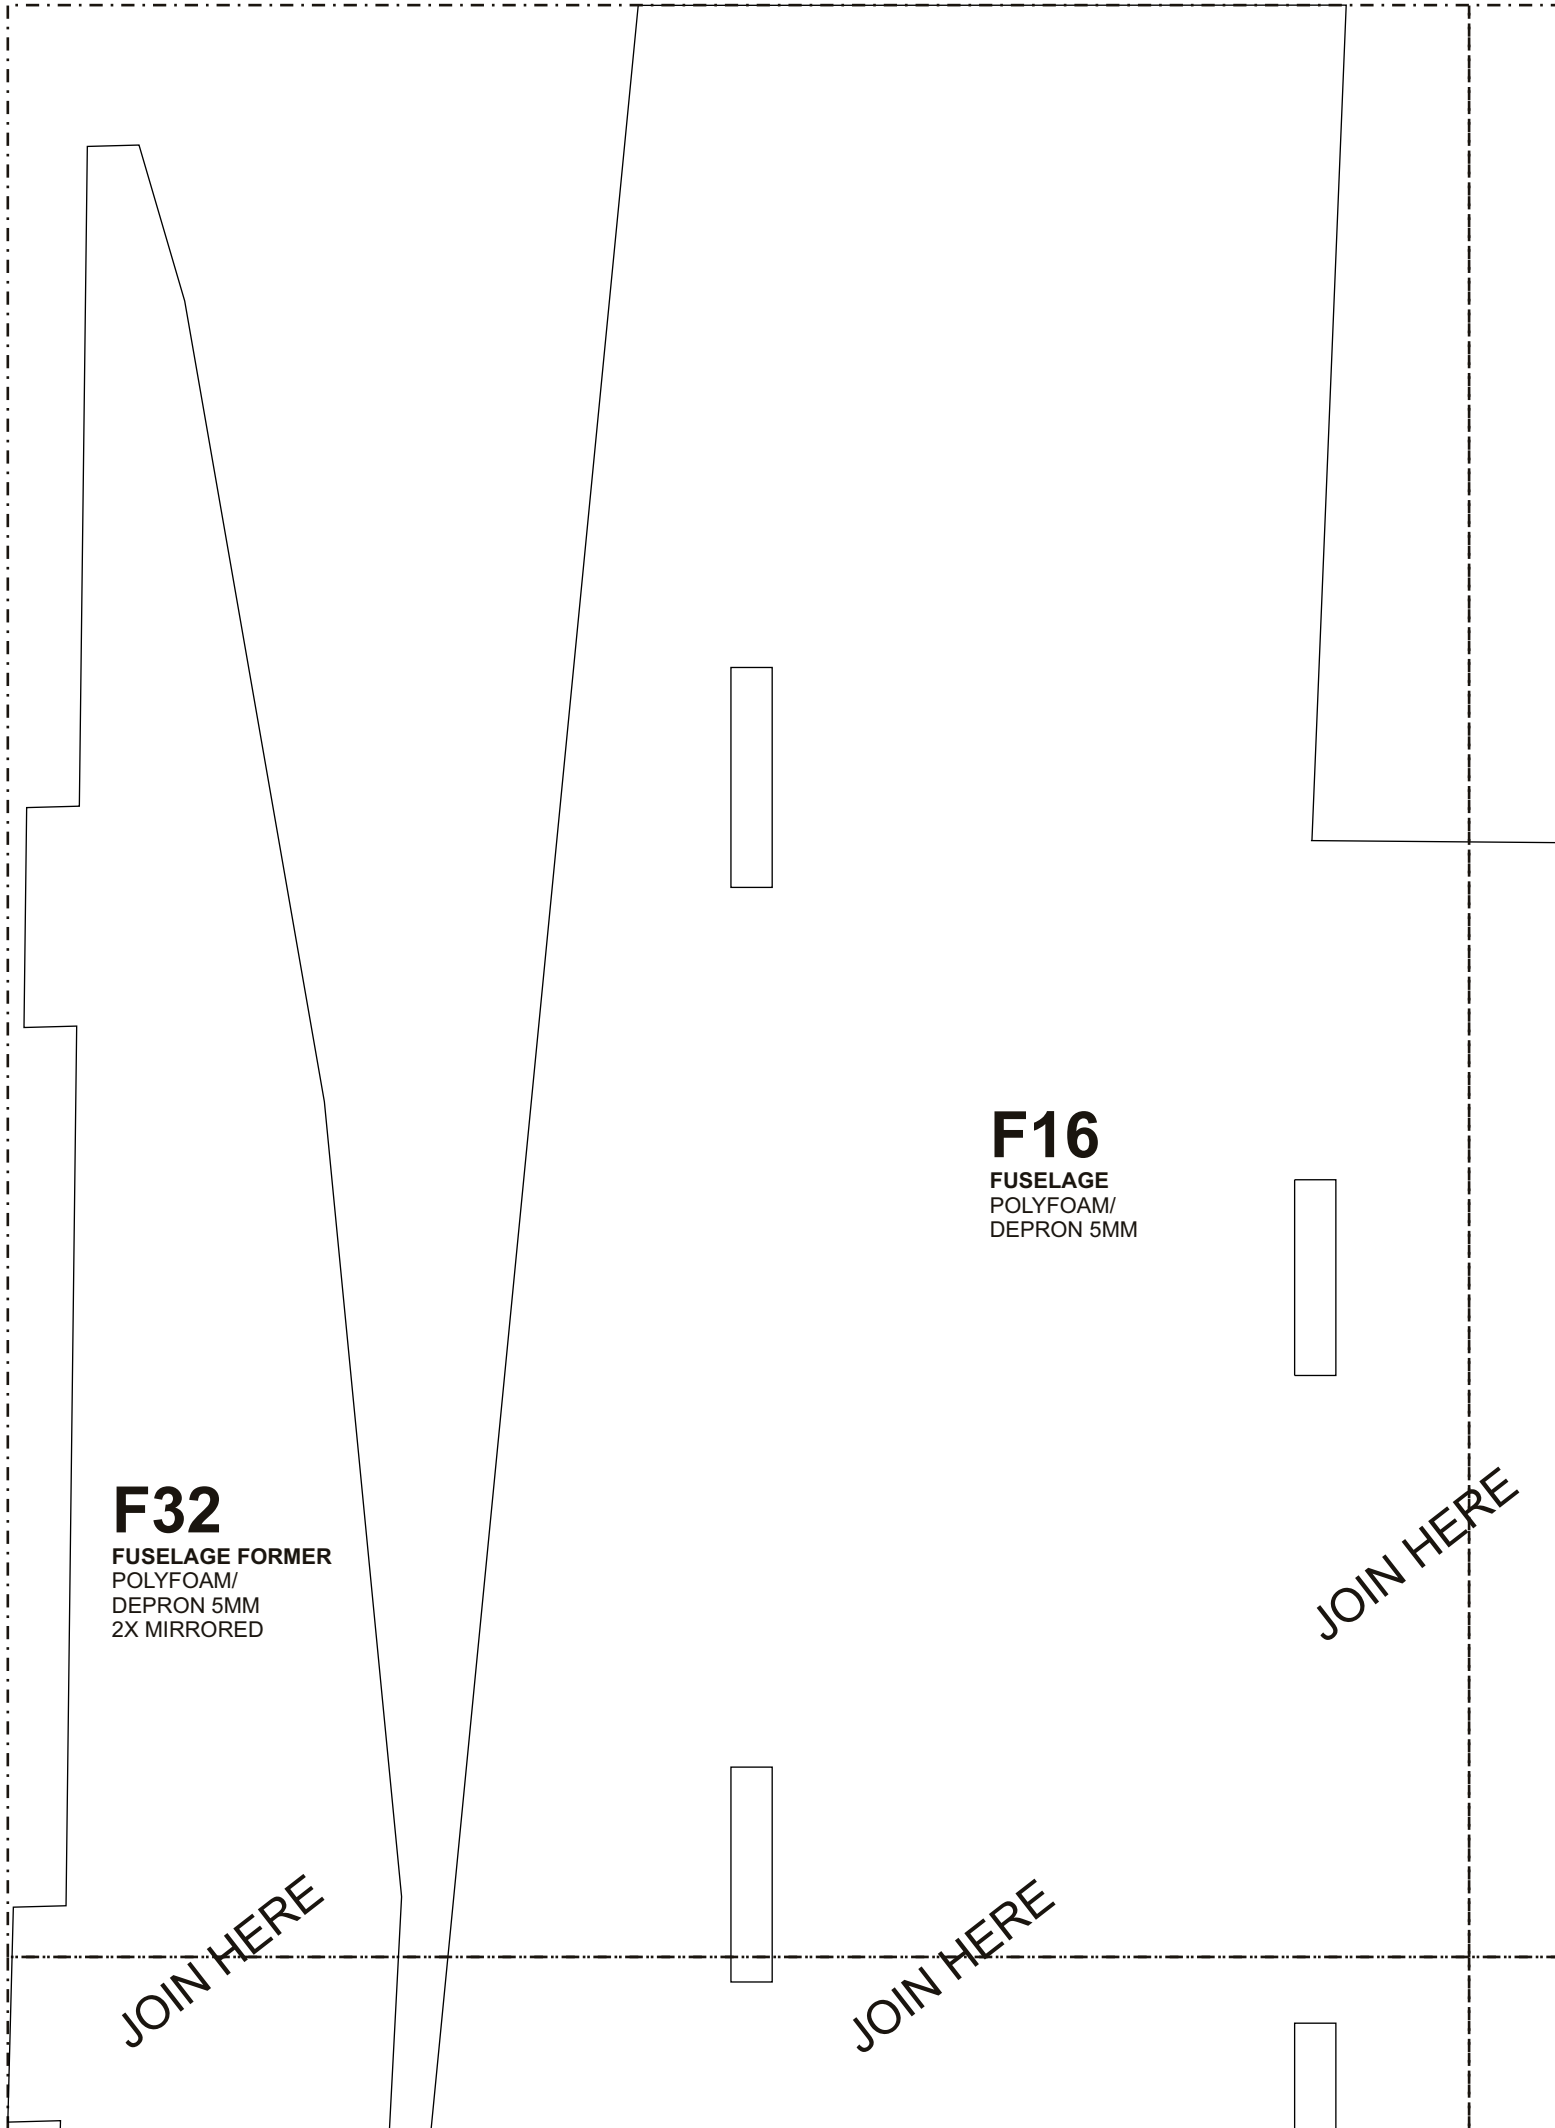 F16
FUSELAGE
POLYFOAM/
DEPRON 5MM
F32
FUSELAGE FORMER
POLYFOAM/
DEPRON 5MM
2X MIRRORED
JOIN HERE
JOIN HERE
JOIN HERE